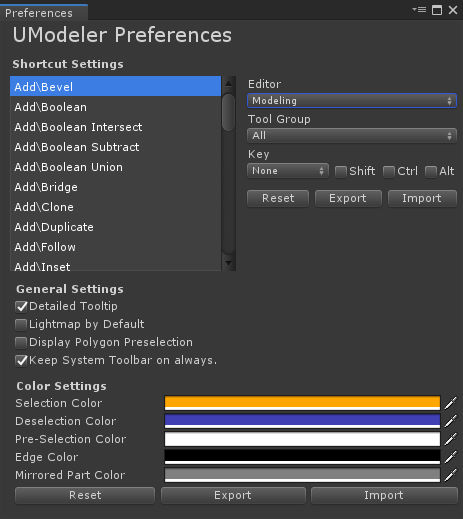 Preferences
UModeler Preferences
Shortcut Settings
Add\Bevel
Add\Boolean
Add\Boolean Intersect
Add\Boolean Subtract
Add\Boolean Union
Add\Bridge
Add\Clone
Add\Duplicate
Add\Follow
Add\Inset
Editor
Modeling
Tool Group
All
Key
None Shift Ctrl Alt
Reset Export Import
General Settings
Detailed Tooltip
Lightmap by Default
Display Polygon Preselection
Keep System Toolbar on always.
Color Settings
Selection Color
Deselection Color
Pre-Selection Color
Edge Color
Mirrored Part Color
Reset Export Import